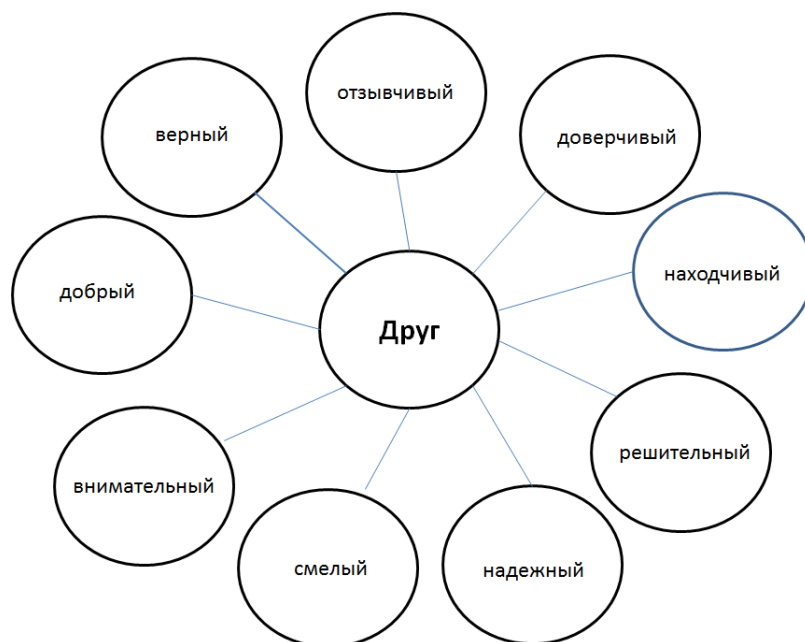 отзывчивый
верный
доверчивый
находчивый
добрый
Друг
решительный
внимательный
смелый
надежный